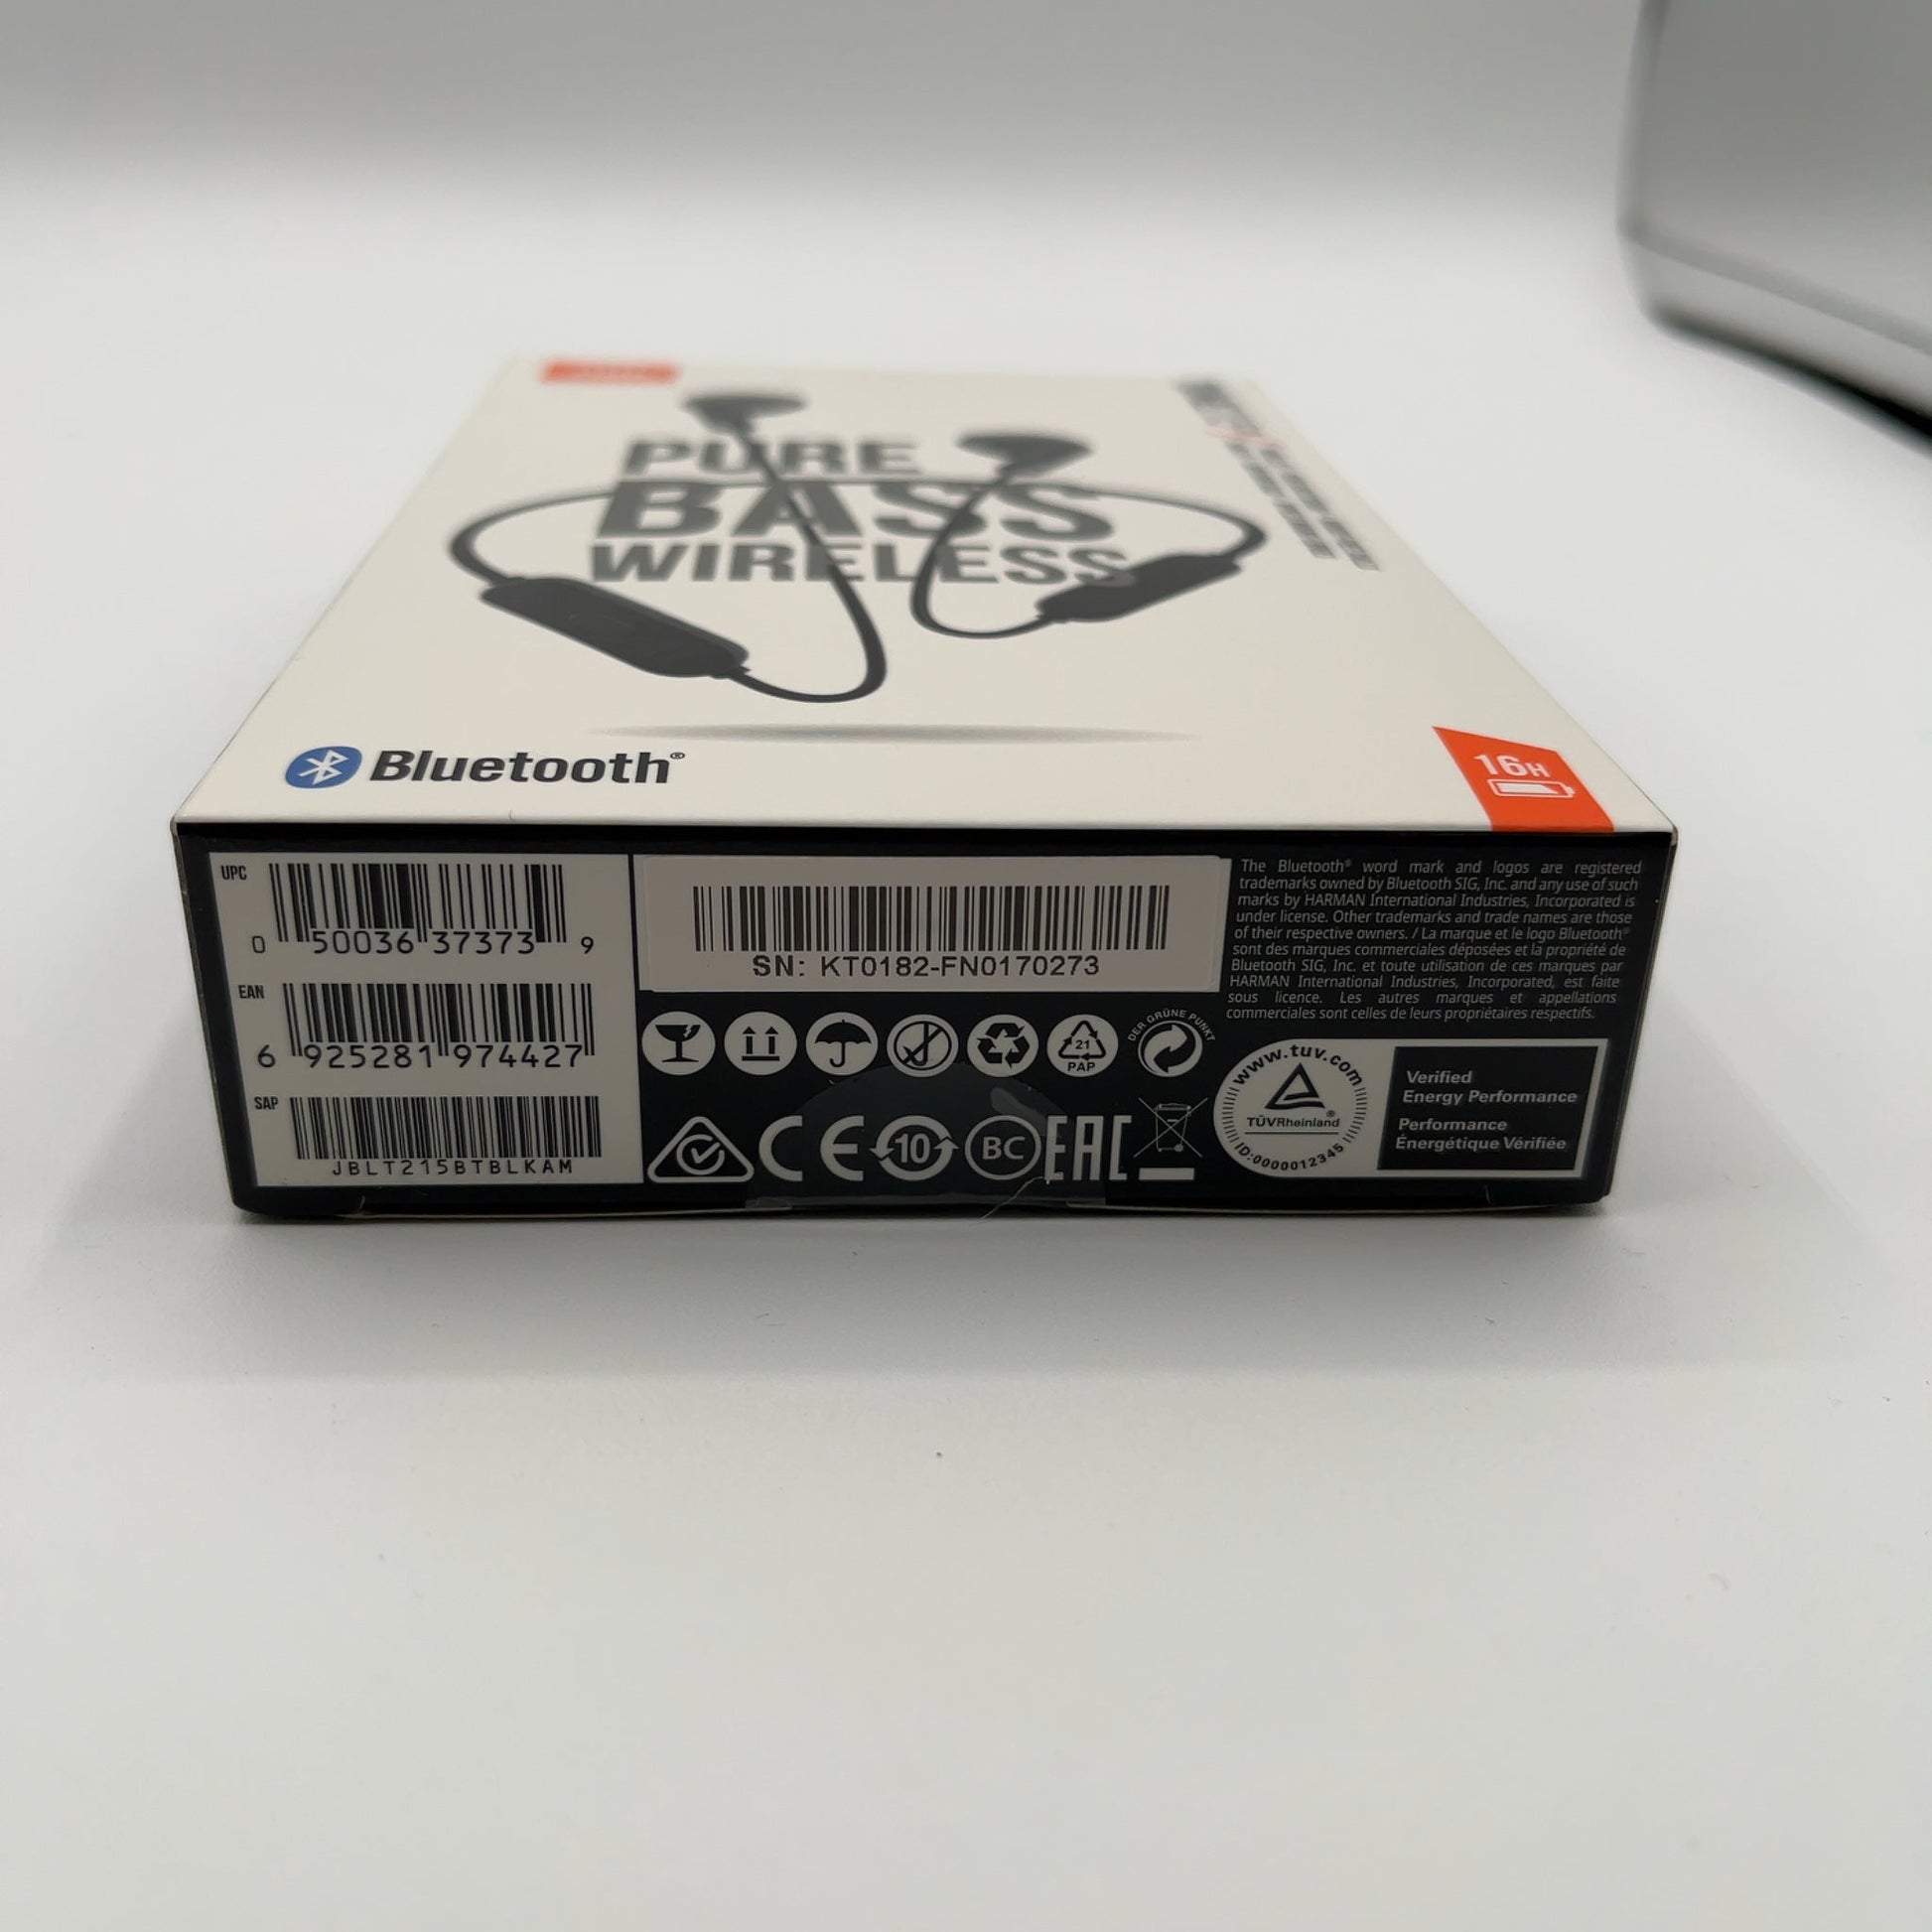 PURE
BASS
WIRELESS
Bluetooth®
16H
UPC
0 50036 37373 9
EAN
6 925281 974427
SAP
JBLT215BTBLKAM
SN: KT0182-FN0170273
21
PAP
DER GRÜNE PUNKT
CE
10
BC
EAC
The Bluetooth® word mark and logos are registered
trademarks owned by Bluetooth SIG, Inc. and any use of such
marks by HARMAN International Industries, Incorporated is
under license. Other trademarks and trade names are those
of their respective owners. / La marque et le logo Bluetooth®
sont des marques commerciales déposées et la propriété de
Bluetooth SIG, Inc. et toute utilisation de ces marques par
HARMAN International Industries, Incorporated, est faite
sous licence. Les autres marques et appellations
commerciales sont celles de leurs propriétaires respectifs.
www.tuv.com
®
TÜVRheinland
ID:0000012345
Verified
Energy Performance
Performance
Énergétique Vérifiée